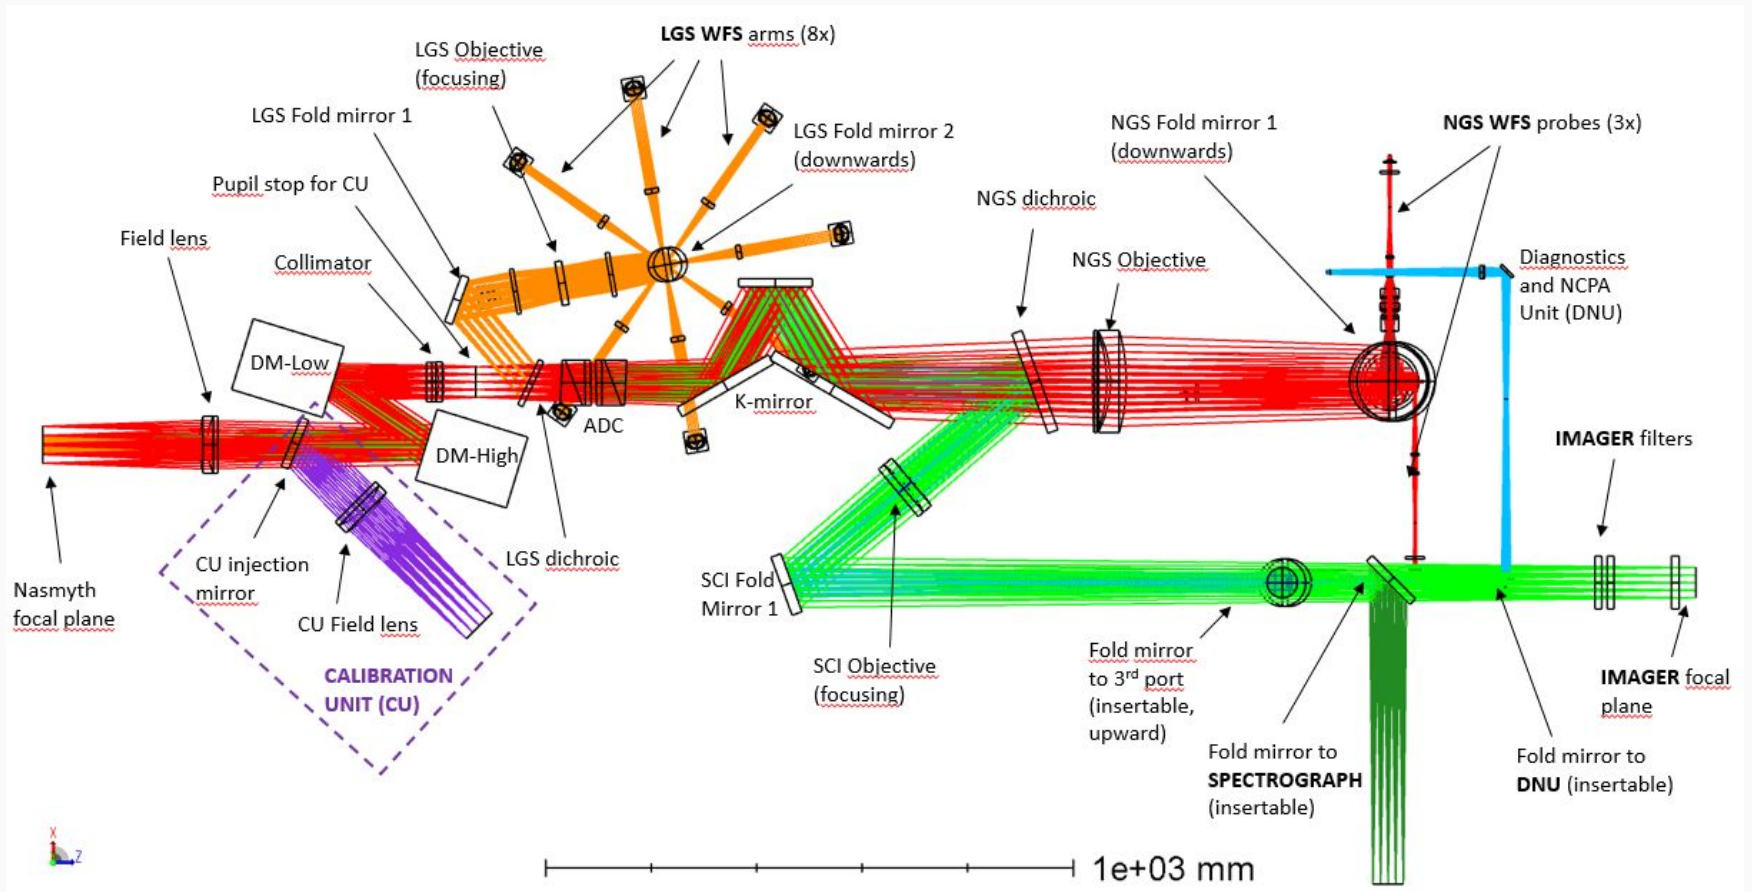 LGS WFS arms (8x)
LGS Objective
(focusing)
LGS Fold mirror 1
LGS Fold mirror 2
(downwards)
NGS Fold mirror 1
(downwards)
NGS WFS probes (3x)
Pupil stop for CU
NGS dichroic
Field lens
Collimator
NGS Objective
Diagnostics
and NCPA
Unit (DNU)
DM-Low
K-mirror
ADC
DM-High
IMAGER filters
CU injection
mirror
LGS dichroic
Nasmyth
focal plane
CU Field lens
SCI Fold
Mirror 1
CALIBRATION
UNIT (CU)
SCI Objective
(focusing)
Fold mirror
to 3rd port
(insertable,
upward)
IMAGER focal
plane
Fold mirror to
SPECTROGRAPH
(insertable)
Fold mirror to
DNU (insertable)
X
Z
1e+03 mm